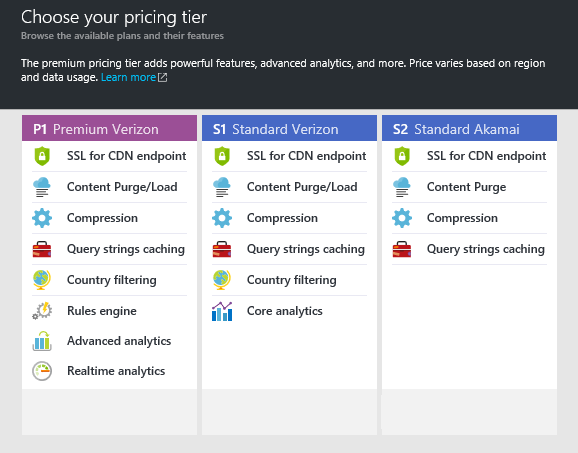 Choose your pricing tier
Browse the available plans and their features
The premium pricing tier adds powerful features, advanced analytics, and more. Price varies based on region
and data usage. Learn more
P1 Premium Verizon
SSL for CDN endpoint
Content Purge/Load
Compression
Query strings caching
Country filtering
Rules engine
Advanced analytics
Realtime analytics
S1 Standard Verizon
SSL for CDN endpoint
Content Purge/Load
Compression
Query strings caching
Country filtering
Core analytics
S2 Standard Akamai
SSL for CDN endpoint
Content Purge
Compression
Query strings caching